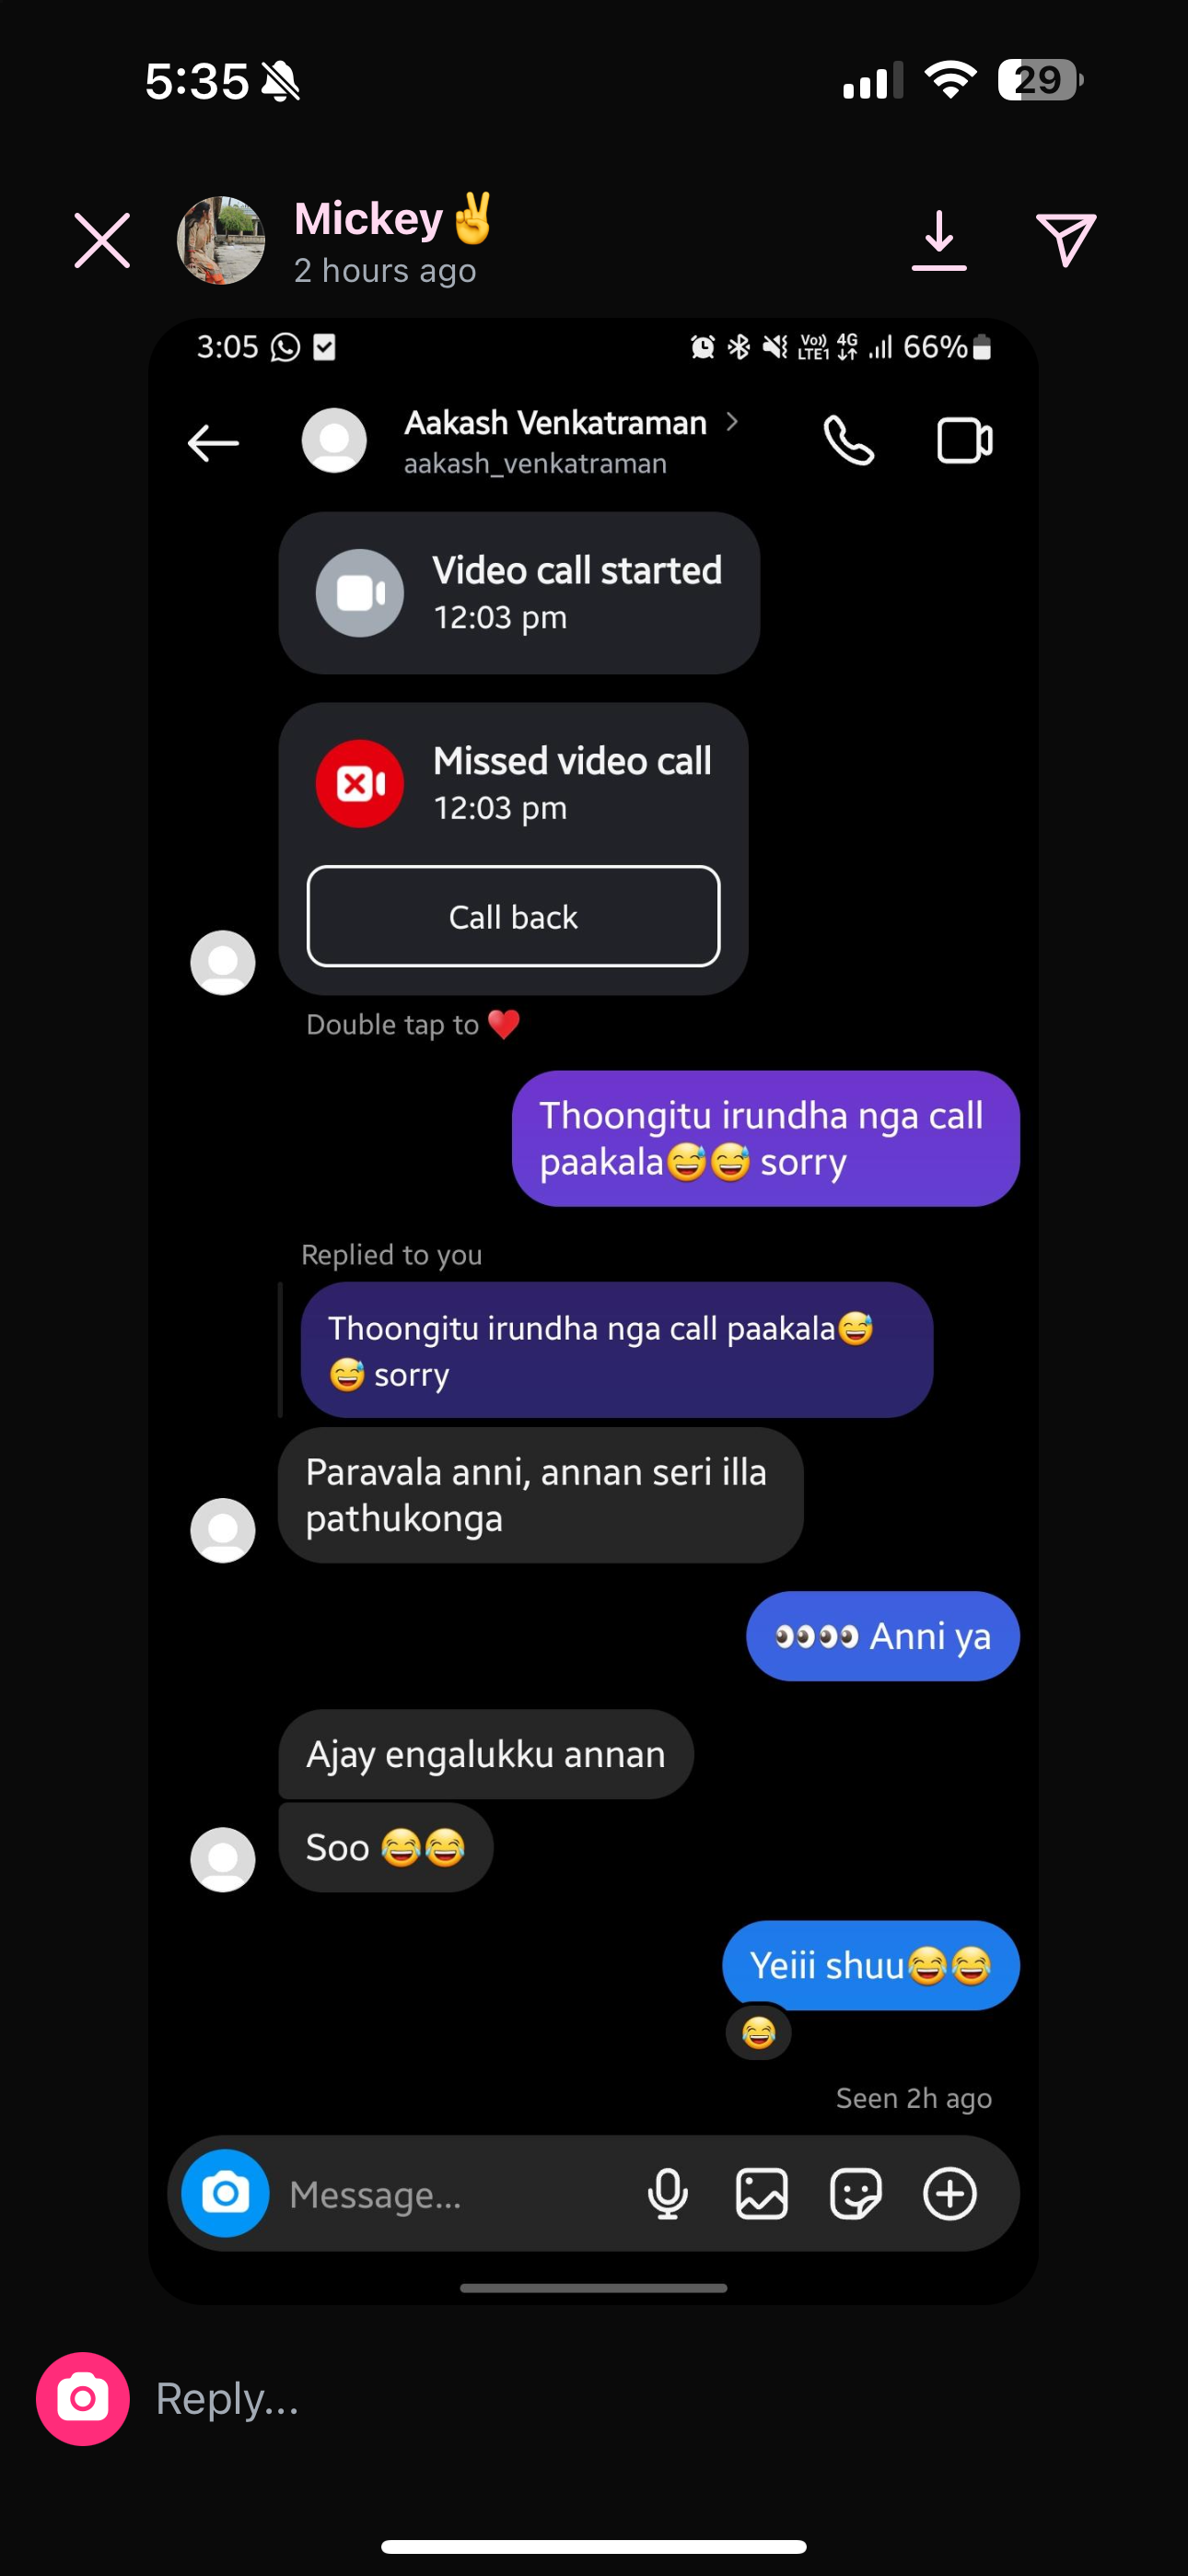 5:35
29
Mickey✌️
2 hours ago
3:05
Vo))
LTE1
4G
66%
Aakash Venkatraman
aakash_venkatraman
Video call started
12:03 pm
Missed video call
12:03 pm
Call back
Double tap to ❤️
Thoongitu irundha nga call
paakala😅😅 sorry
Replied to you
Thoongitu irundha nga call paakala😅
😅 sorry
Paravala anni, annan seri illa
pathukonga
👀👀 Anni ya
Ajay engalukku annan
Soo 😂😂
Yeiii shuu😂😂
😂
Seen 2h ago
Message...
Reply...